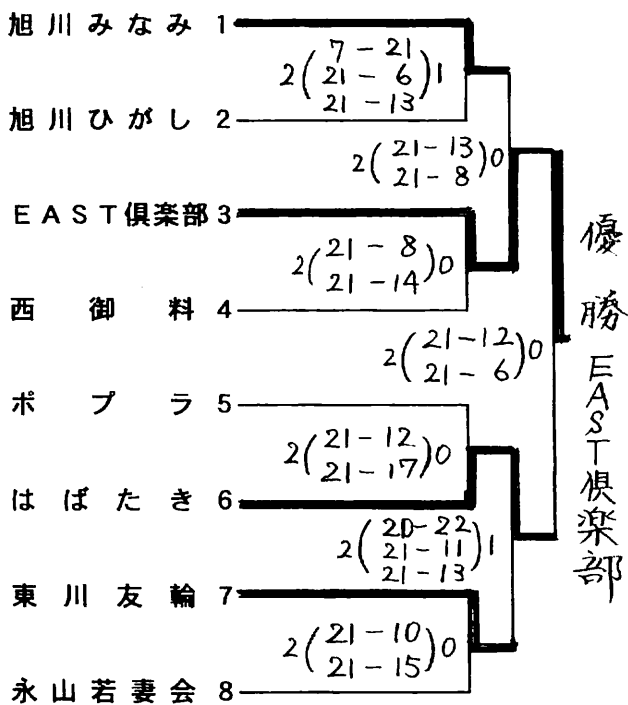 旭川みなみ 1
2(7-21 21-6 21-13)1
旭川ひがし 2
2(21-13 21-8)0
EAST倶楽部 3
2(21-8 21-14)0
西御料 4
2(21-12 21-6)0
ポプラ 5
2(21-12 21-17)0
はばたき 6
2(20-22 21-11 21-13)1
東川友輪 7
2(21-10 21-15)0
永山若妻会 8
優勝 EAST倶楽部